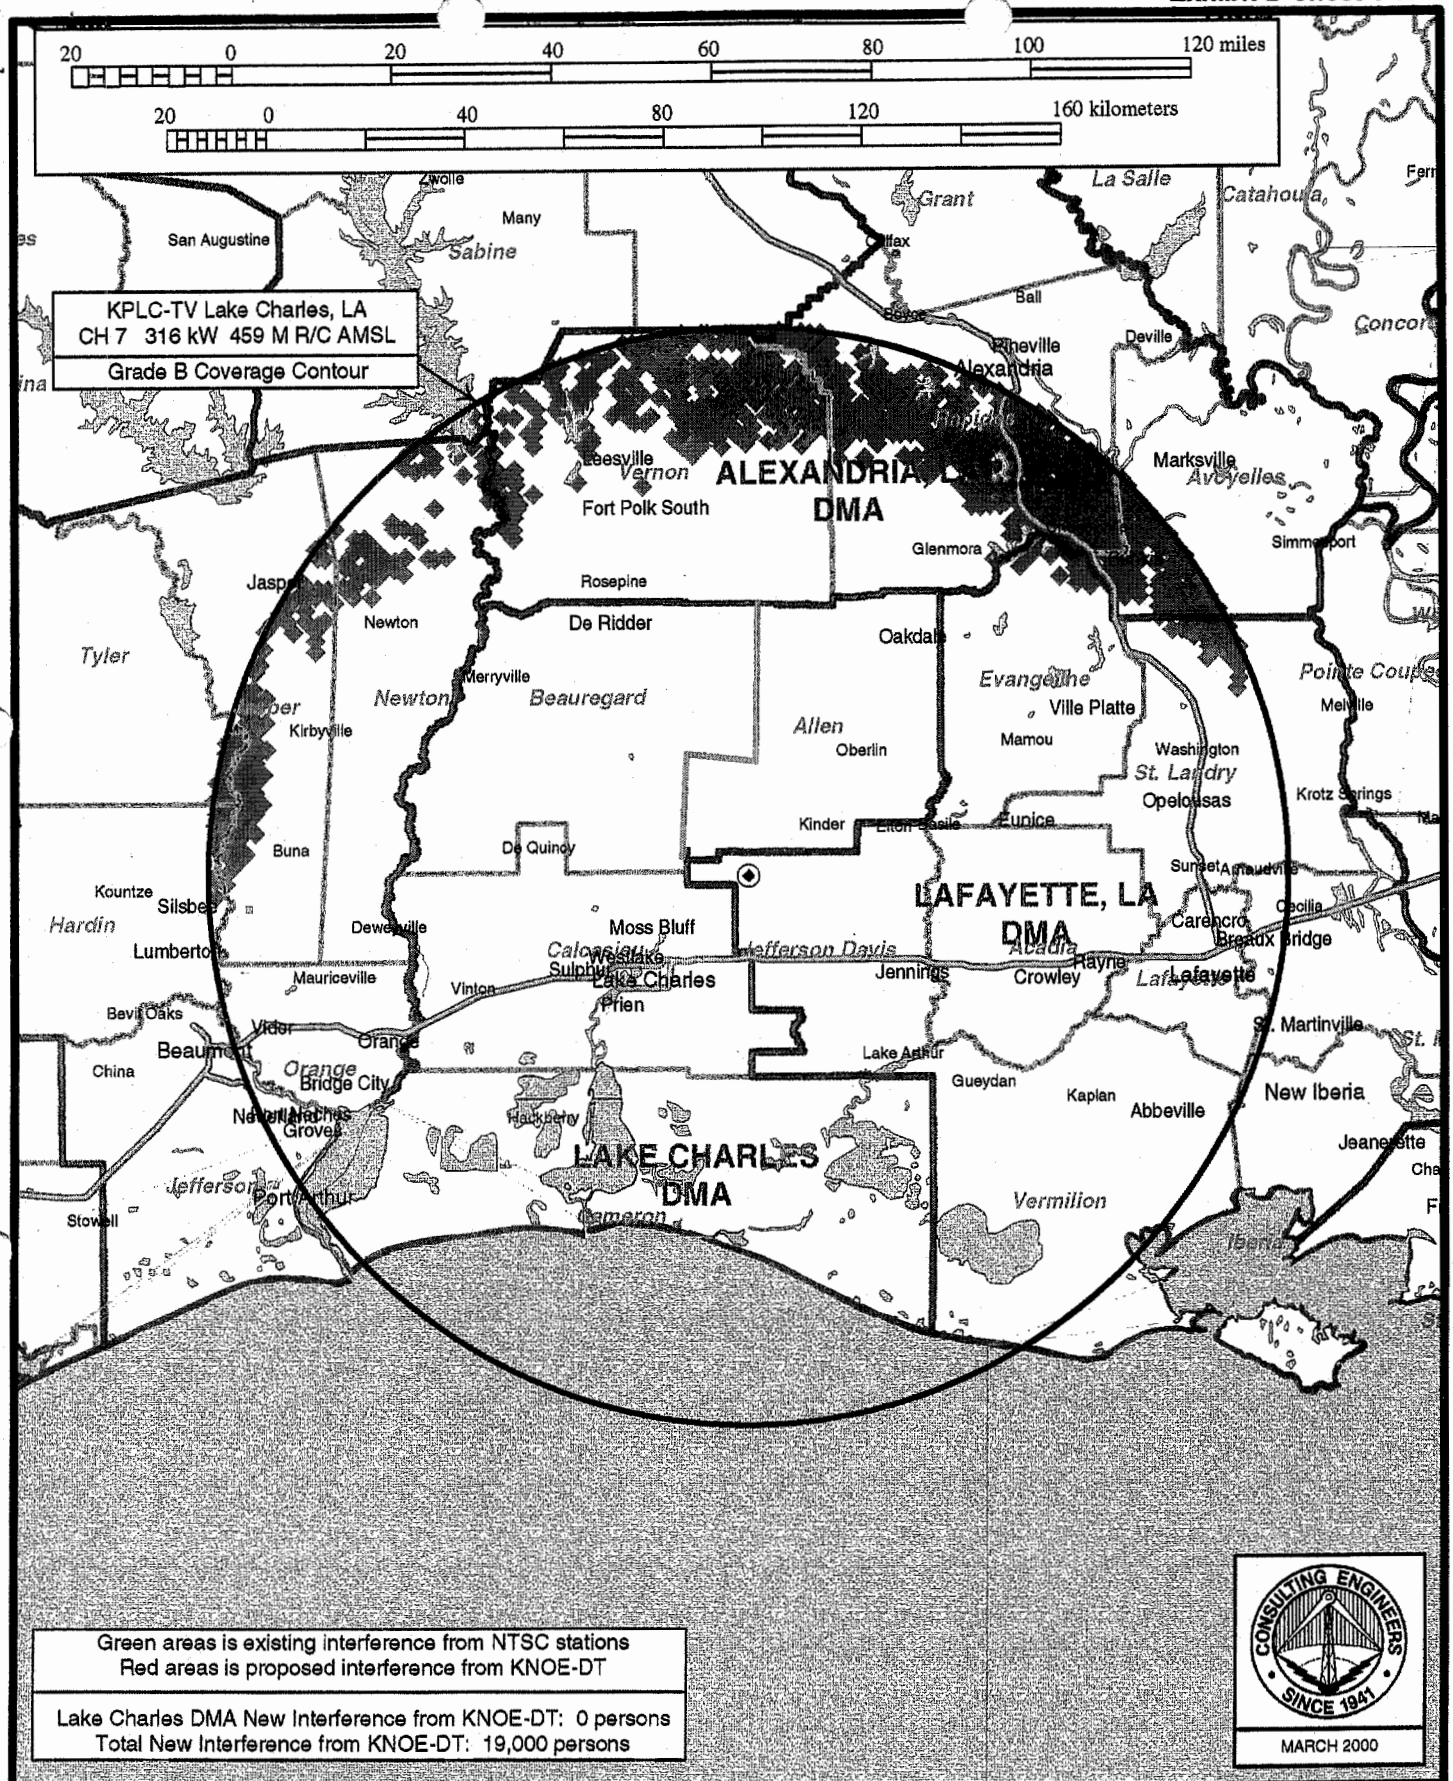 20 0 20 40 60 80 100 120 miles
20 0 40 80 120 160 kilometers
Zwolle
Many
San Augustine
Sabine
Grant
La Salle
Catahoula
Colfax
Ball
Boyce
Pineville
Alexandria
Deville
KPLC-TV Lake Charles, LA
CH 7 316 kW 459 M R/C AMSL
Grade B Coverage Contour
Leesville
Vernon
ALEXANDRIA,
DMA
Fort Polk South
Marksville
Avoyelles
Simmesport
Glenmora
Rosepine
De Ridder
Oakdale
Newton
Tyler
Merryville
Newton
Beauregard
Evangeline
Pointe Coupee
Kirbyville
Allen
Oberlin
Ville Platte
Mamou
Melville
Washington
St. Landry
Opelousas
Krotz Springs
Kinder
Elton Basile
Eunice
Buna
De Quincy
Sunset Arnaudville
Kountze
Silsbee
Hardin
LAFAYETTE, LA
DMA
Cecilia
Carencro
Breaux Bridge
Deweyville
Moss Bluff
Lumberton
Calcasieu
Westlake
Sulphur
Jefferson Davis
Acadia
Rayne
Mauriceville
Vinton
Lake Charles
Prien
Jennings
Crowley
Lafayette
Lafayette
Bevil Oaks
Vidor
Orange
Beaumont
St. Martinville
China
Orange
Bridge City
Lake Arthur
Gueydan
Kaplan
Abbeville
New Iberia
Port Neches
Groves
Hackberry
Jeanerette
LAKE CHARLES
DMA
Jefferson
Port Arthur
Vermilion
Stowell
Cameron
Iberia
Green areas is existing interference from NTSC stations
Red areas is proposed interference from KNOE-DT
Lake Charles DMA New Interference from KNOE-DT: 0 persons
Total New Interference from KNOE-DT: 19,000 persons
CONSULTING ENGINEERS
• SINCE 1941 •
MARCH 2000